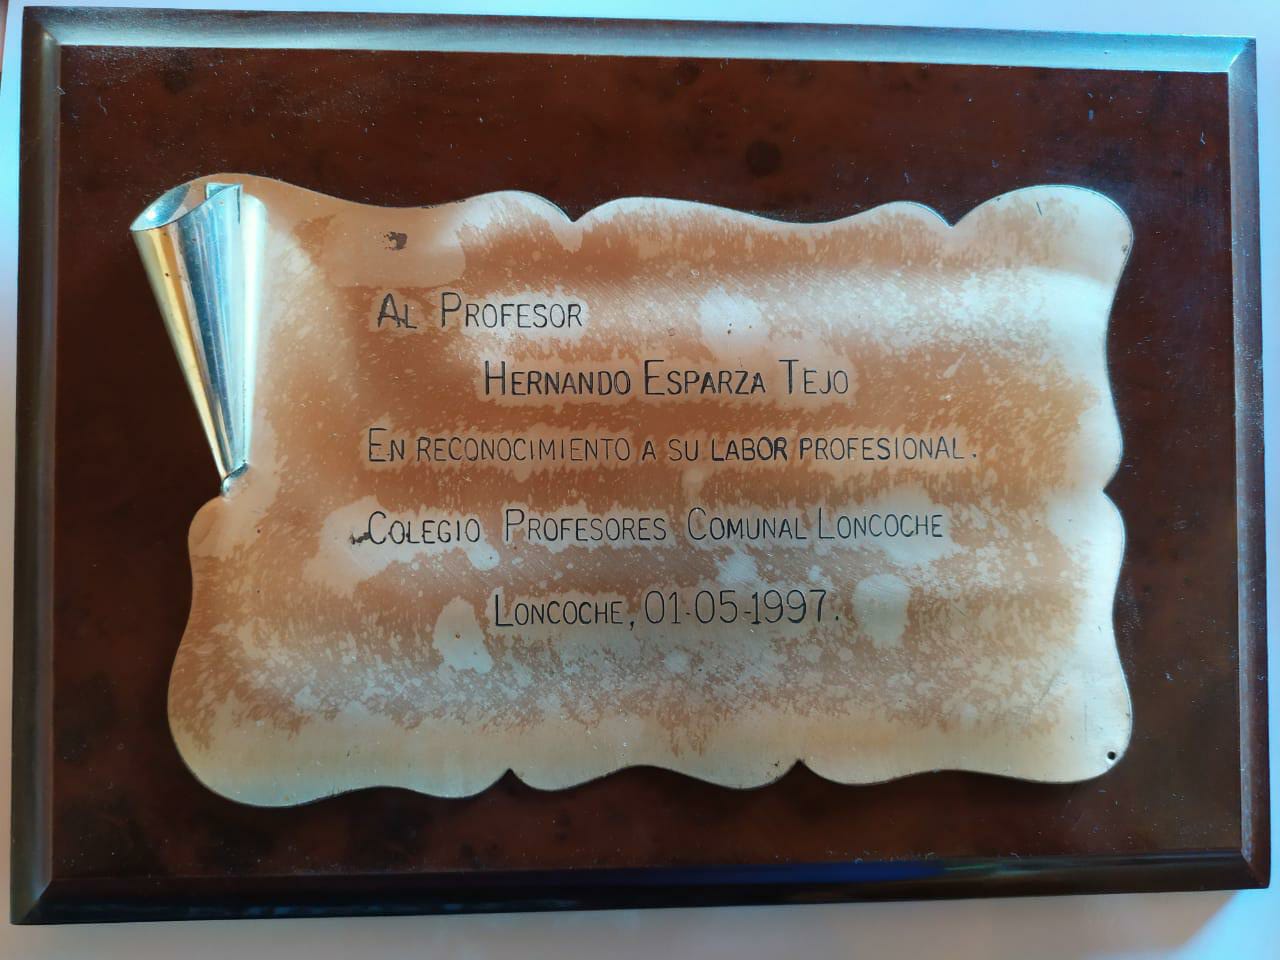 AL PROFESOR
HERNANDO ESPARZA TEJO
EN RECONOCIMIENTO A SU LABOR PROFESIONAL.
COLEGIO PROFESORES COMUNAL LONCOCHE
LONCOCHE, 01-05-1997.